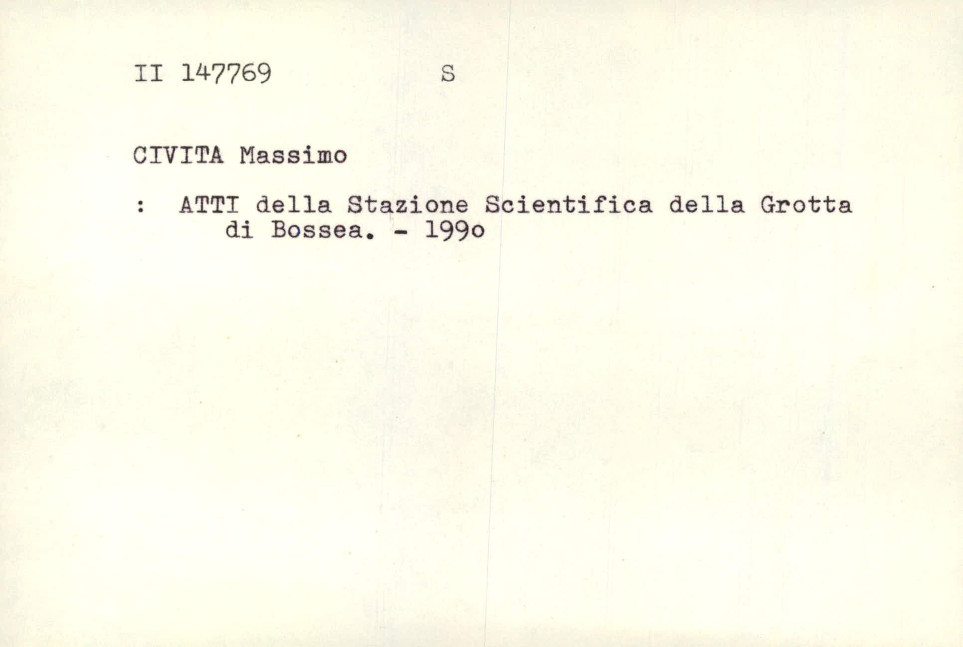 II 147769 S
CIVITA Massimo
: ATTI della Stazione Scientifica della Grotta
di Bossea. - 199o